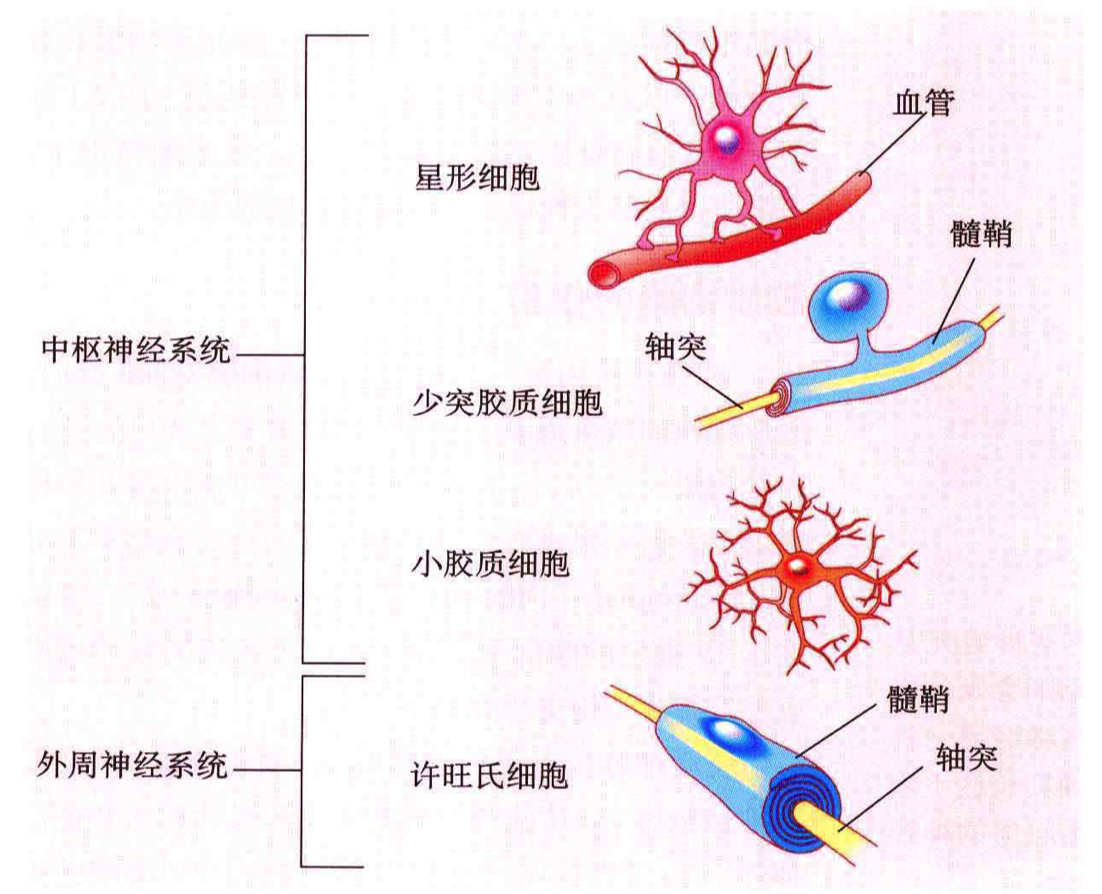 血管
星形细胞
髓鞘
轴突
中枢神经系统
少突胶质细胞
小胶质细胞
髓鞘
轴突
外周神经系统
许旺氏细胞